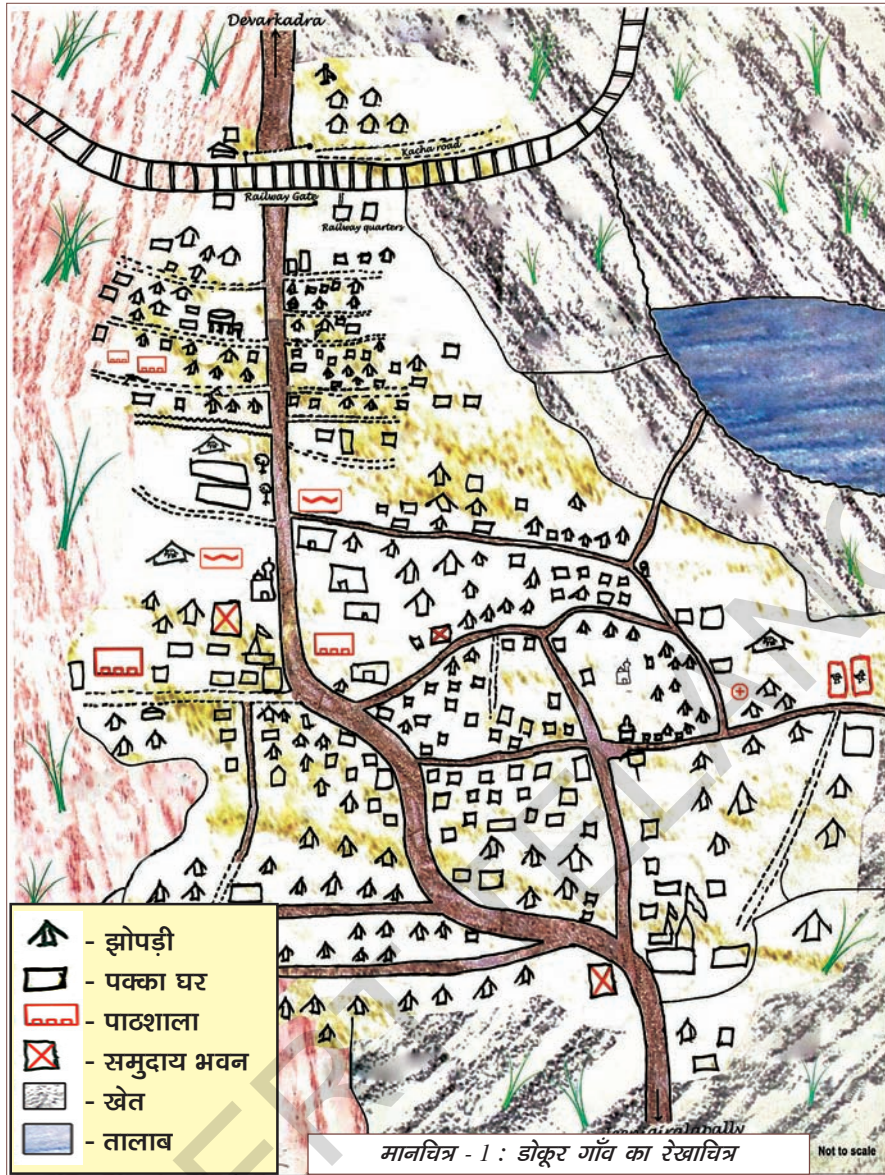 Devarkadra
Kacha road
Railway Gate
Railway quarters
- झोपड़ी
- पक्का घर
- पाठशाला
- समुदाय भवन
- खेत
- तालाब
मानचित्र - 1 : डोकूर गाँव का रेखाचित्र
Not to scale